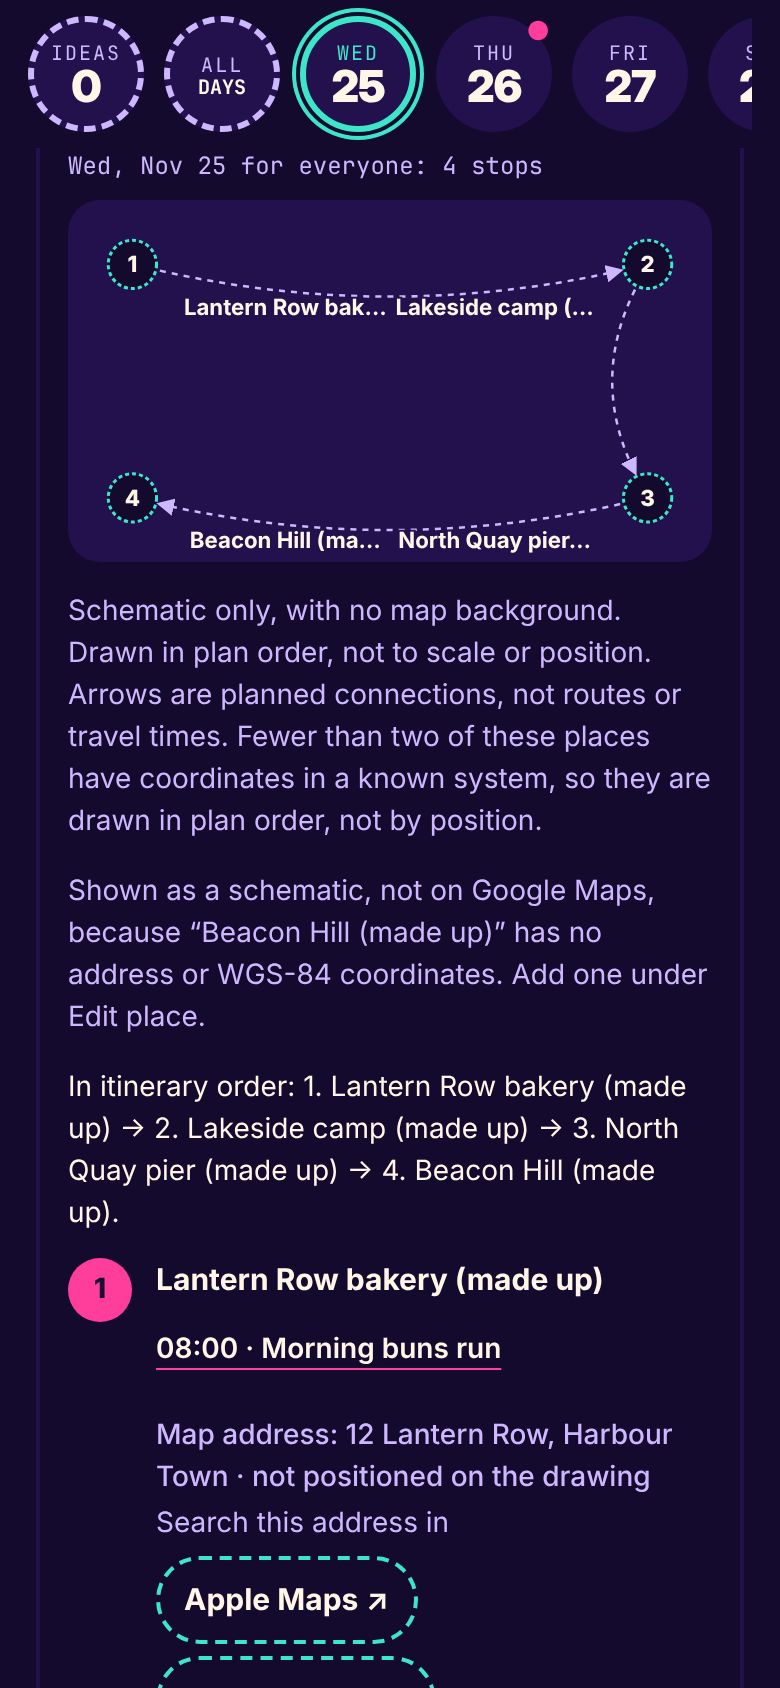 IDEAS
0
ALL
DAYS
WED
25
THU
26
FRI
27
Wed, Nov 25 for everyone: 4 stops
1
2
Lantern Row bak… Lakeside camp (…
4
3
Beacon Hill (ma… North Quay pier…
Schematic only, with no map background.
Drawn in plan order, not to scale or position.
Arrows are planned connections, not routes or
travel times. Fewer than two of these places
have coordinates in a known system, so they are
drawn in plan order, not by position.
Shown as a schematic, not on Google Maps,
because “Beacon Hill (made up)” has no
address or WGS-84 coordinates. Add one under
Edit place.
In itinerary order: 1. Lantern Row bakery (made
up) → 2. Lakeside camp (made up) → 3. North
Quay pier (made up) → 4. Beacon Hill (made
up).
1
Lantern Row bakery (made up)
08:00 · Morning buns run
Map address: 12 Lantern Row, Harbour
Town · not positioned on the drawing
Search this address in
Apple Maps ↗